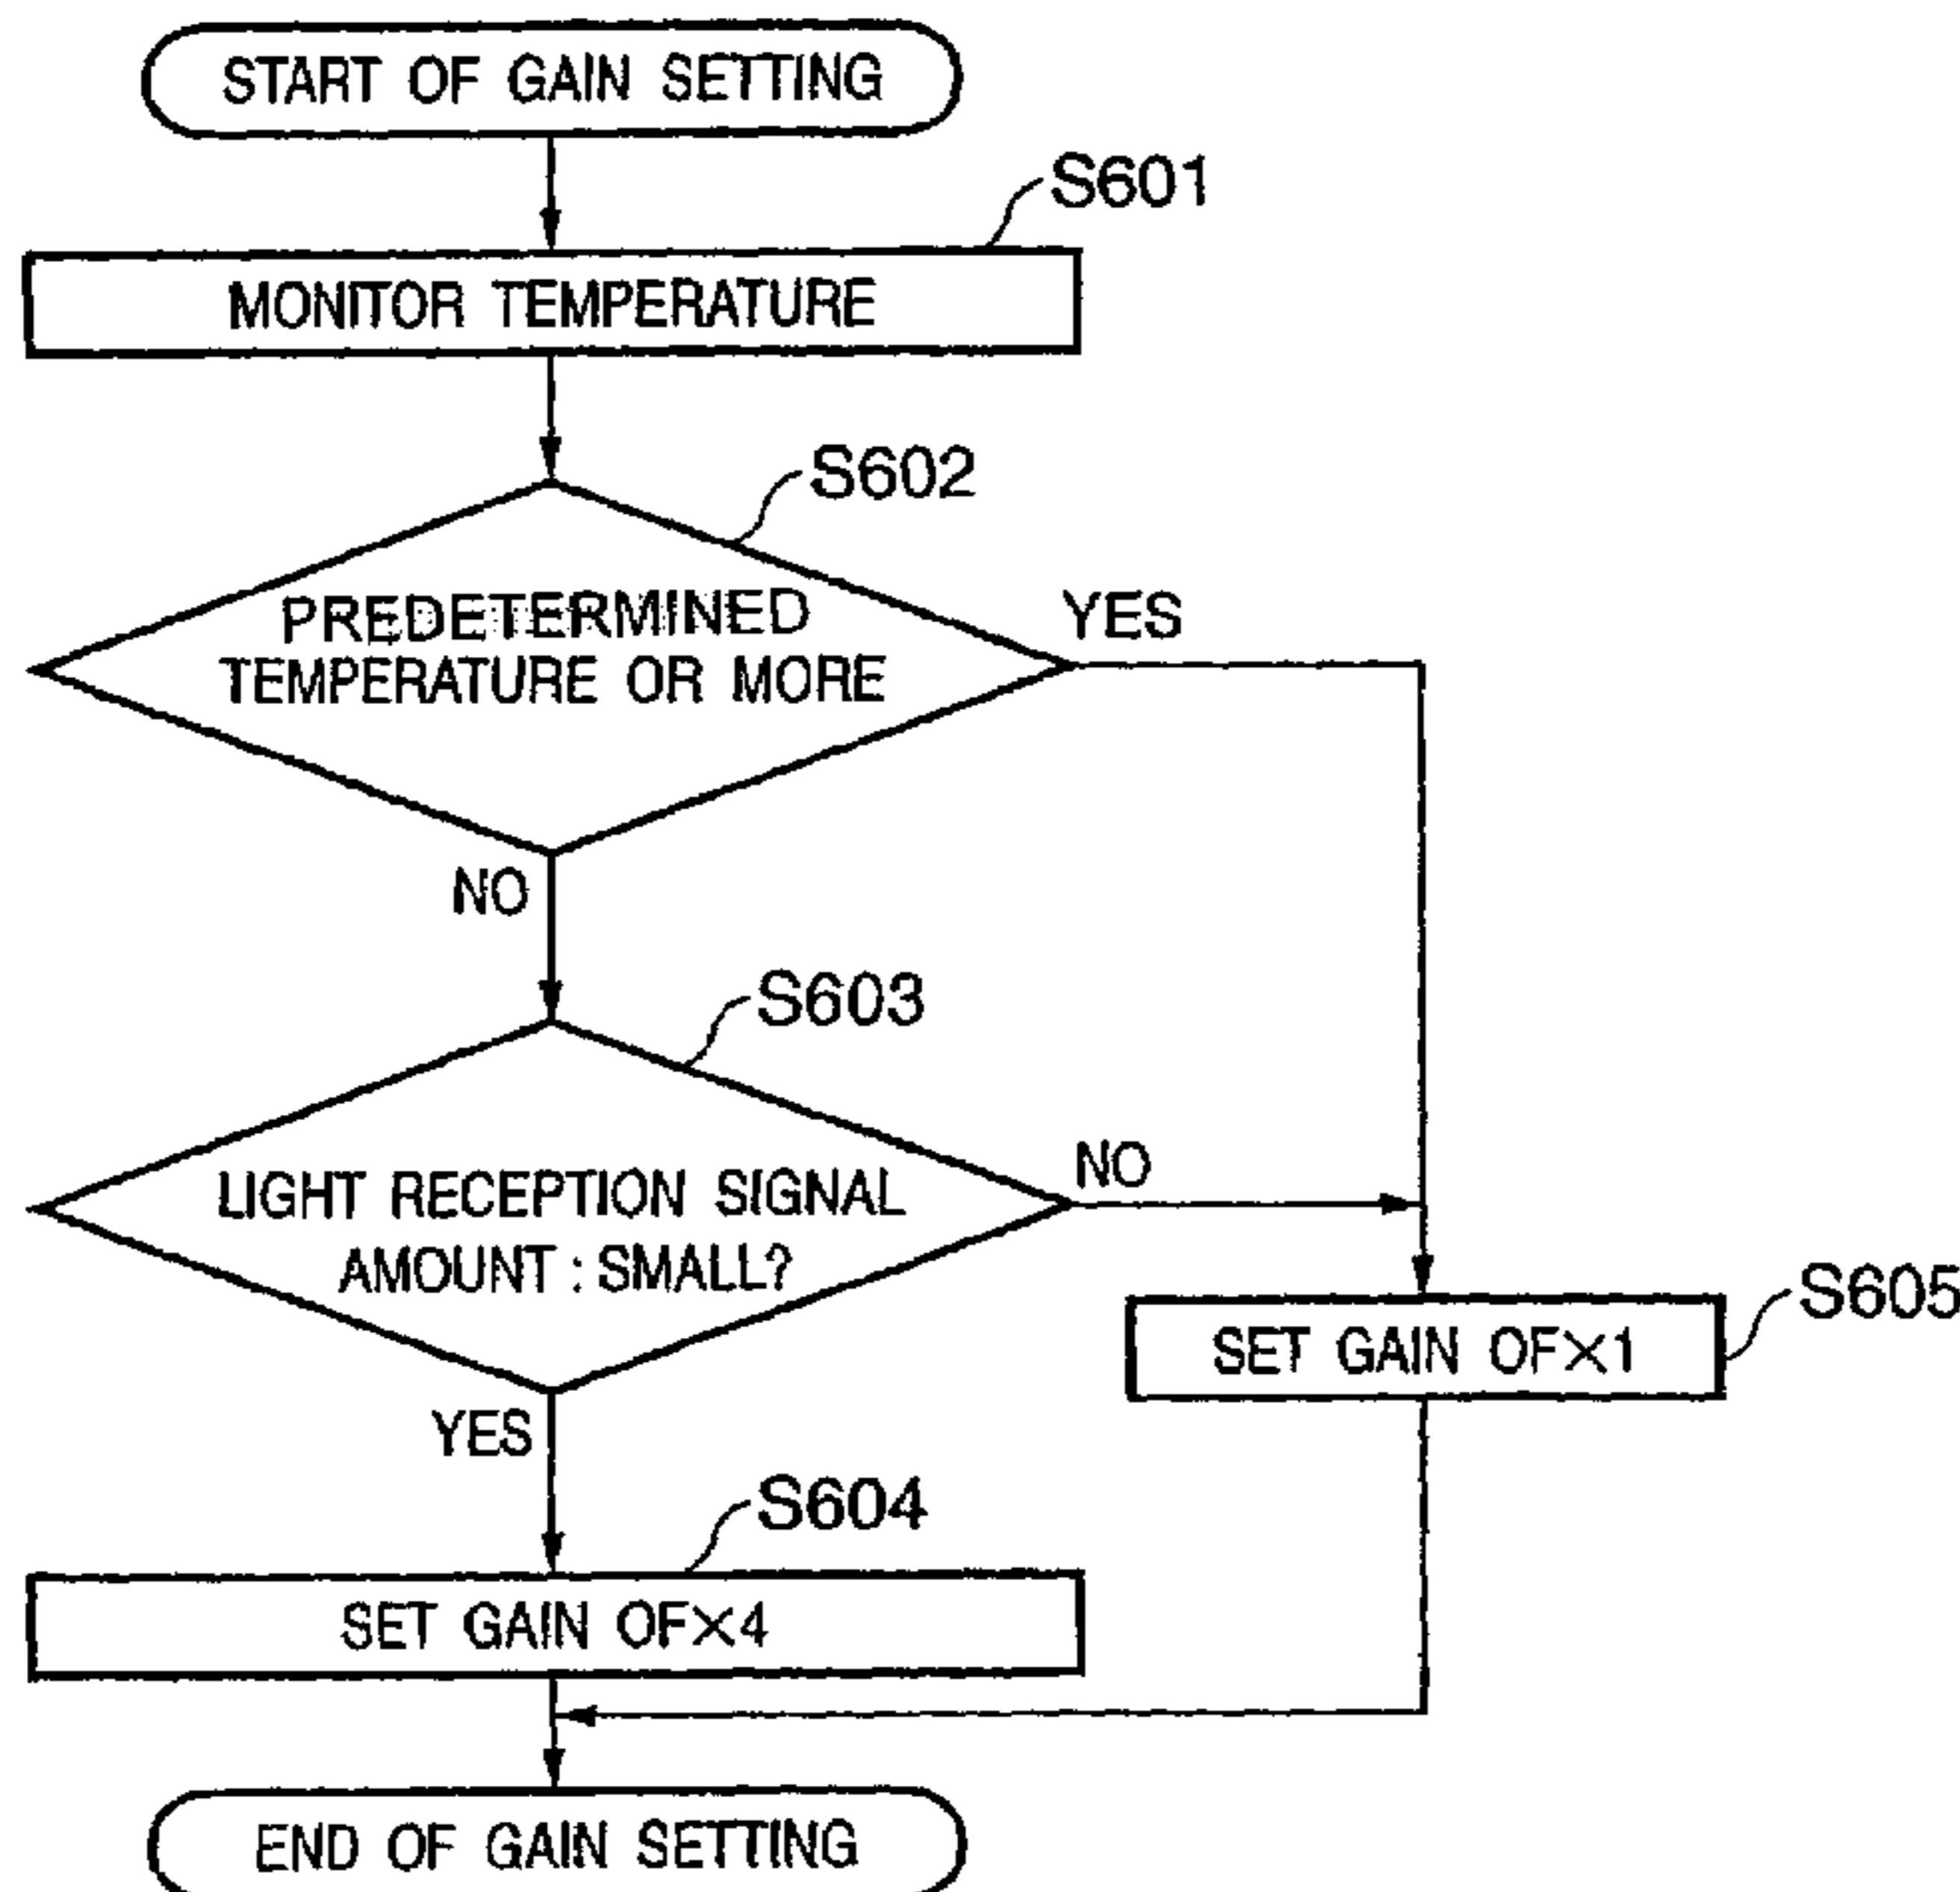 START OF GAIN SETTING
S601
MONITOR TEMPERATURE
S602
PREDETERMINED
TEMPERATURE OR MORE
YES
NO
S603
LIGHT RECEPTION SIGNAL
AMOUNT : SMALL?
NO
YES
S605
SET GAIN OF×1
S604
SET GAIN OF×4
END OF GAIN SETTING